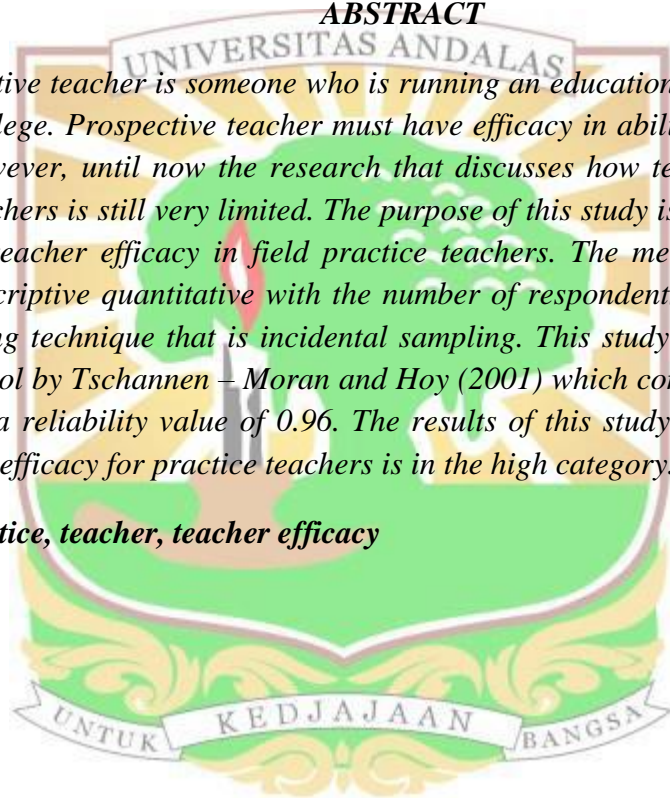 ABSTRACT
UNIVERSITAS ANDALAS
tive teacher is someone who is running an education
lege. Prospective teacher must have efficacy in abili
vever, until now the research that discusses how te
chers is still very limited. The purpose of this study is
teacher efficacy in field practice teachers. The me
criptive quantitative with the number of respondent
ng technique that is incidental sampling. This study
ol by Tschannen – Moran and Hoy (2001) which con
a reliability value of 0.96. The results of this study
efficacy for practice teachers is in the high category.
tice, teacher, teacher efficacy
UNTUK KEDJAJAAN BANGSA